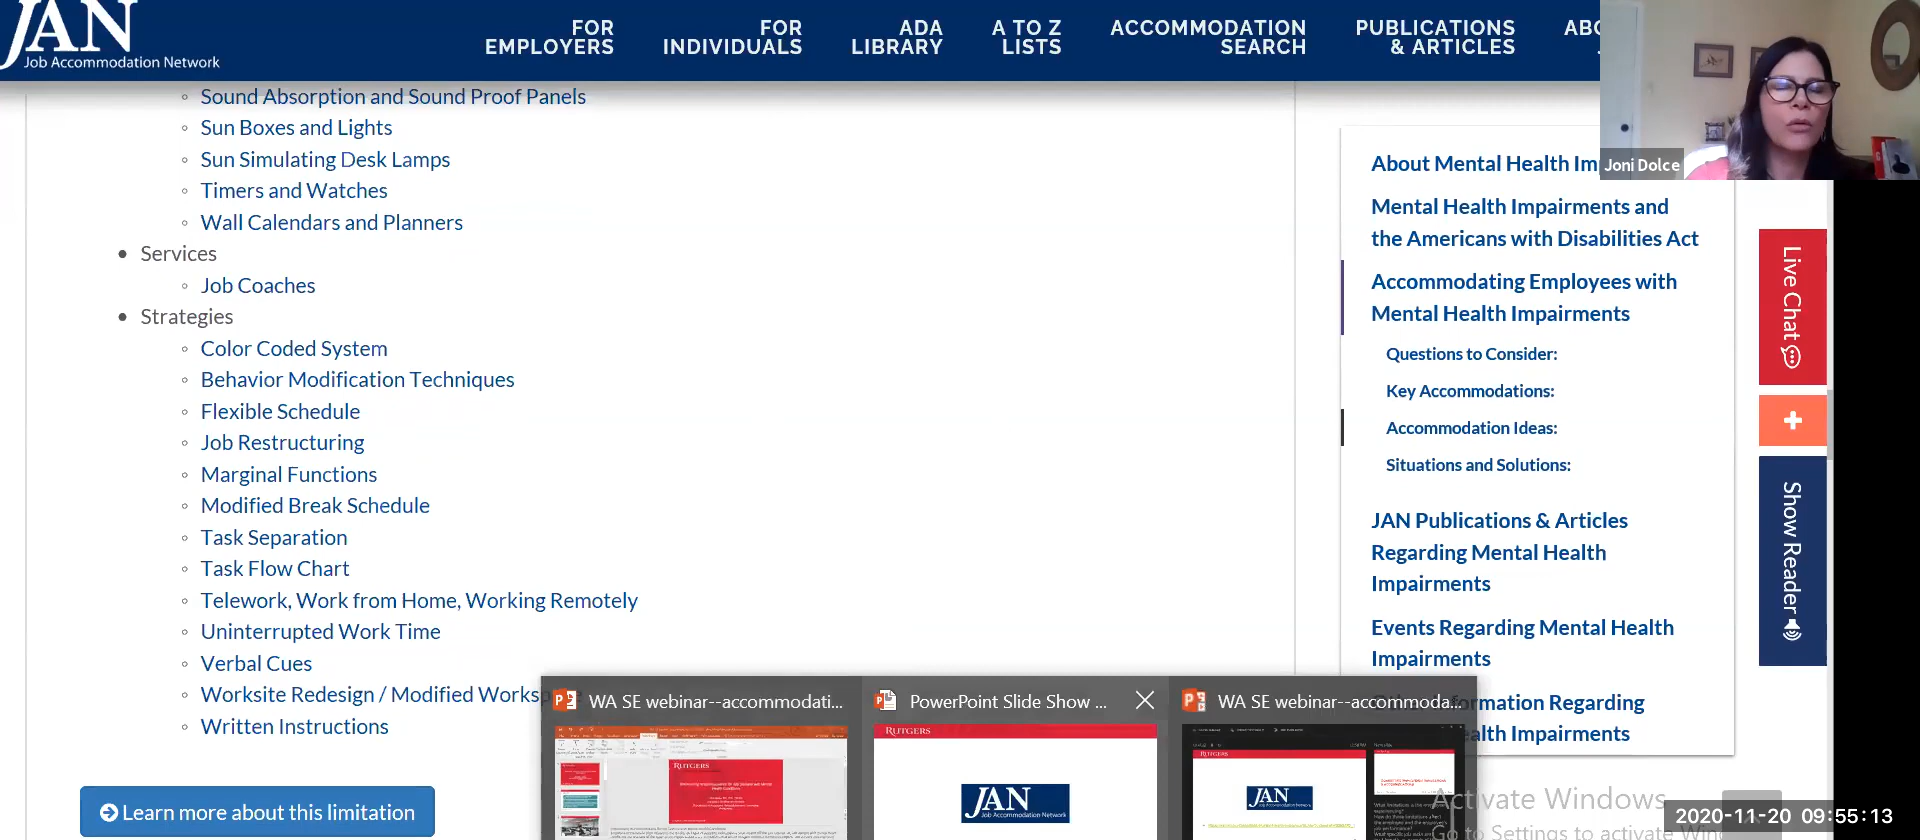 JAN
Job Accommodation Network
FOR
EMPLOYERS
FOR
INDIVIDUALS
ADA
LIBRARY
A TO Z
LISTS
ACCOMMODATION
SEARCH
PUBLICATIONS
& ARTICLES
Sound Absorption and Sound Proof Panels
Sun Boxes and Lights
Sun Simulating Desk Lamps
Timers and Watches
Wall Calendars and Planners
Services
Job Coaches
Strategies
Color Coded System
Behavior Modification Techniques
Flexible Schedule
Job Restructuring
Marginal Functions
Modified Break Schedule
Task Separation
Task Flow Chart
Telework, Work from Home, Working Remotely
Uninterrupted Work Time
Verbal Cues
Worksite Redesign / Modified
Written Instructions
Learn more about this limitation
About Mental Health
Joni Dolce
Mental Health Impairments and
the Americans with Disabilities Act
Accommodating Employees with
Mental Health Impairments
Questions to Consider:
Key Accommodations:
Accommodation Ideas:
Situations and Solutions:
JAN Publications & Articles
Regarding Mental Health
Impairments
Events Regarding Mental Health
Impairments
Regarding
Impairments
Live Chat
Show Reader
WA SE webinar--accommodati...
PowerPoint Slide Show ...
WA SE webinar--accommoda...
RUTGERS
RUTGERS
JAN
Job Accommodation Network
RUTGERS
JAN
Activate Windows
Go to Settings to activate
2020-11-20 09:55:13